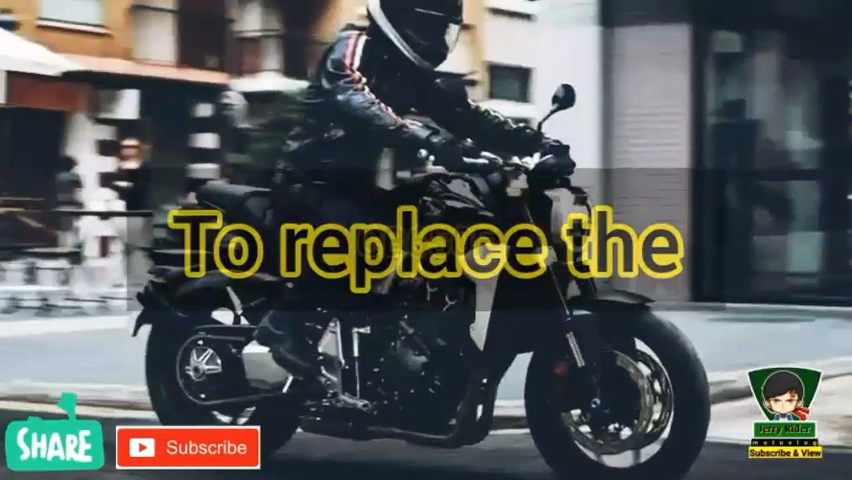 To replace the
SHARE
Subscribe
Jerry Rider
motovlog
Subscribe & View